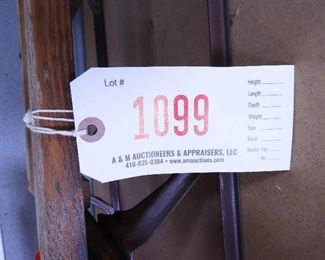 Lot #
1099
A & M AUCTIONEERS & APPRAISERS, LLC
410-835-0384 • www.amauctions.com
Height
Length
Depth
Weight
Size
Karat